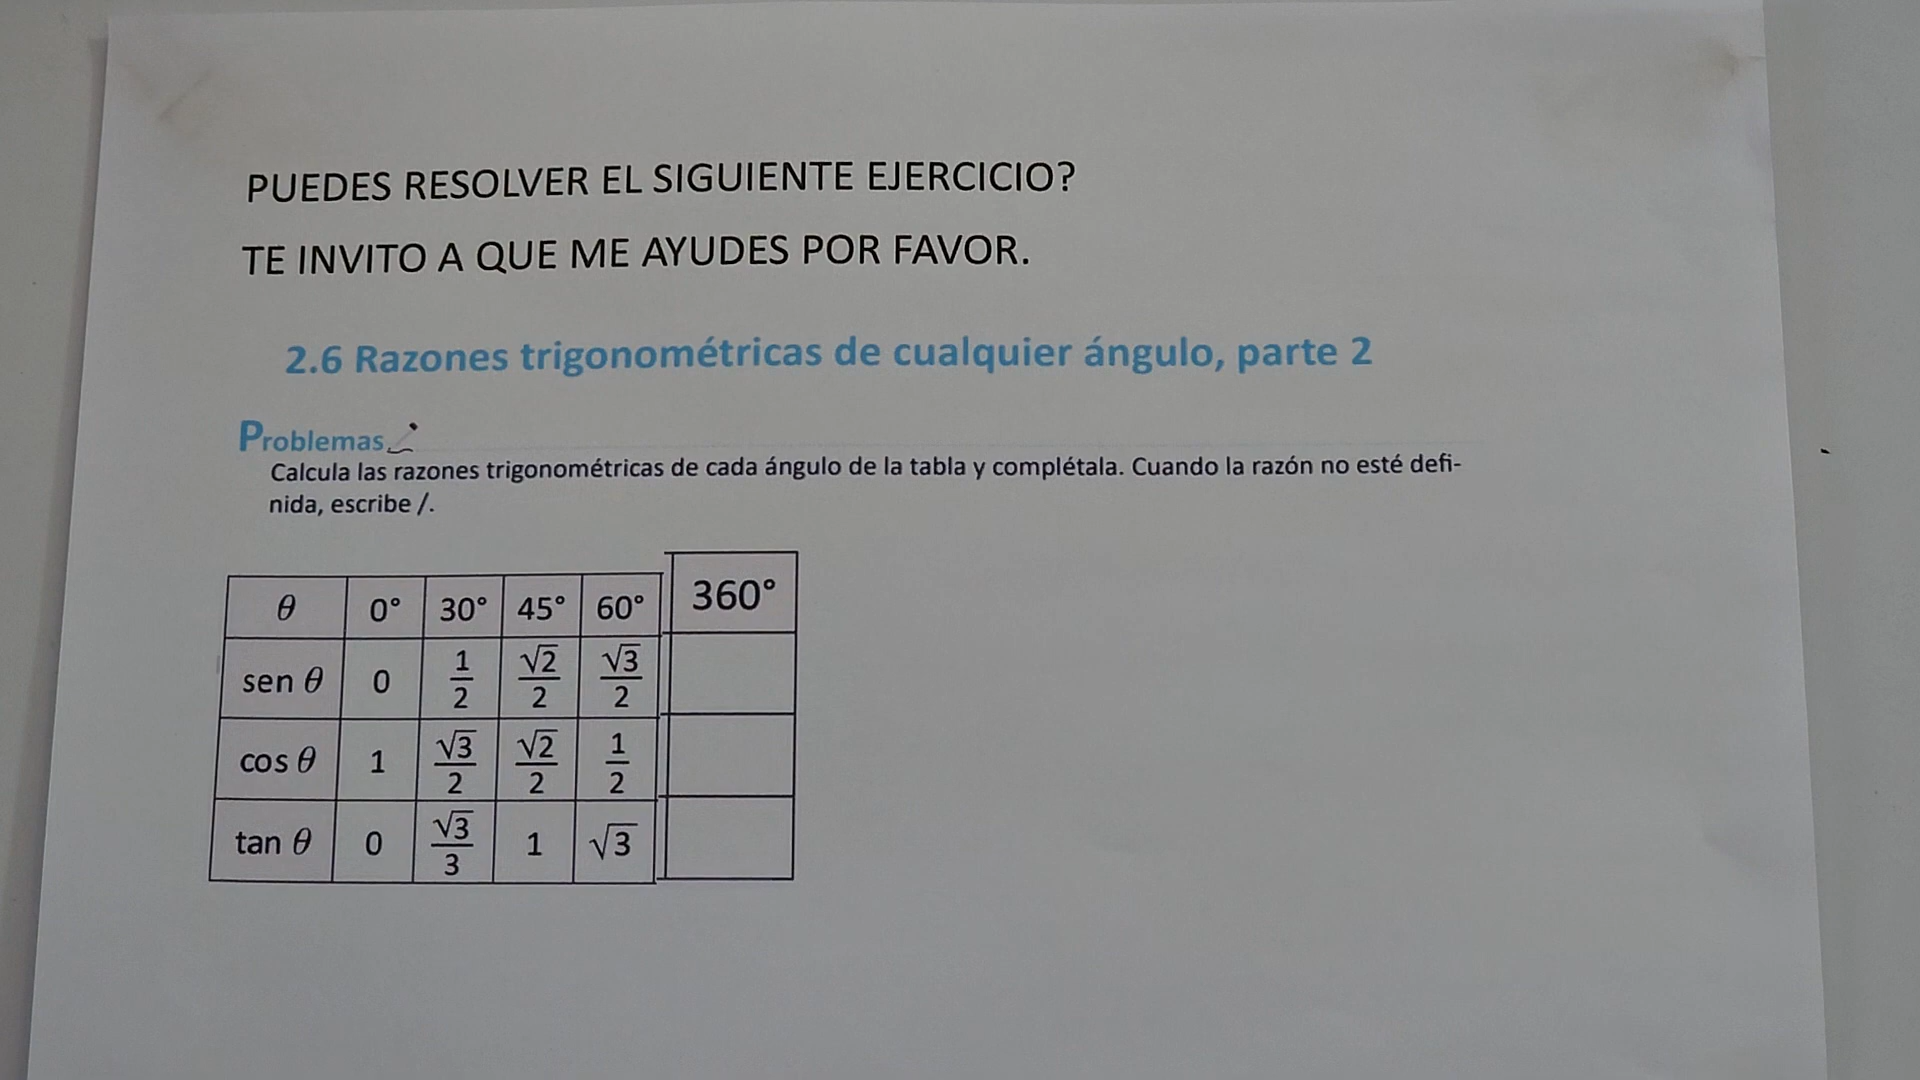 PUEDES RESOLVER EL SIGUIENTE EJERCICIO?
TE INVITO A QUE ME AYUDES POR FAVOR.
2.6 Razones trigonométricas de cualquier ángulo, parte 2
Problemas
Calcula las razones trigonométricas de cada ángulo de la tabla y complétala. Cuando la razón no esté defi-
nida, escribe /.
θ 0° 30° 45° 60° 360°
sen θ 0 1/2 √2/2 √3/2
cos θ 1 √3/2 √2/2 1/2
tan θ 0 √3/3 1 √3